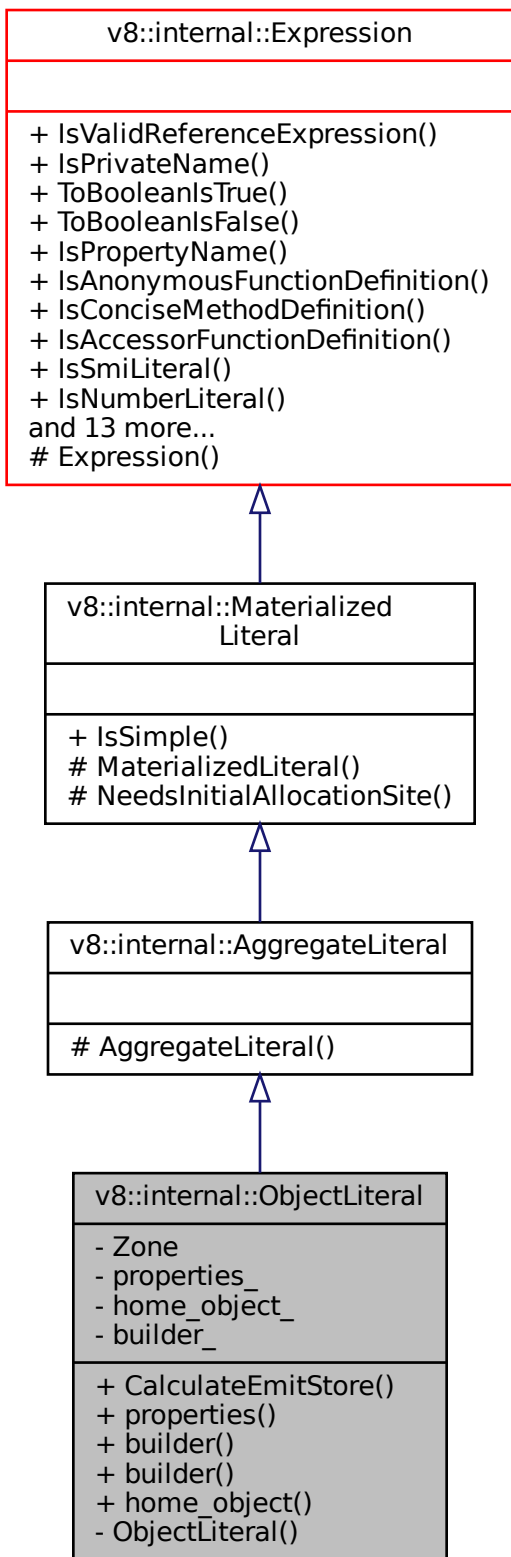 v8::internal::Expression
+ IsValidReferenceExpression()
+ IsPrivateName()
+ ToBooleanIsTrue()
+ ToBooleanIsFalse()
+ IsPropertyName()
+ IsAnonymousFunctionDefinition()
+ IsConciseMethodDefinition()
+ IsAccessorFunctionDefinition()
+ IsSmiLiteral()
+ IsNumberLiteral()
and 13 more...
# Expression()
v8::internal::Materialized
Literal
+ IsSimple()
# MaterializedLiteral()
# NeedsInitialAllocationSite()
v8::internal::AggregateLiteral
# AggregateLiteral()
v8::internal::ObjectLiteral
- Zone
- properties_
- home_object_
- builder_
+ CalculateEmitStore()
+ properties()
+ builder()
+ builder()
+ home_object()
- ObjectLiteral()